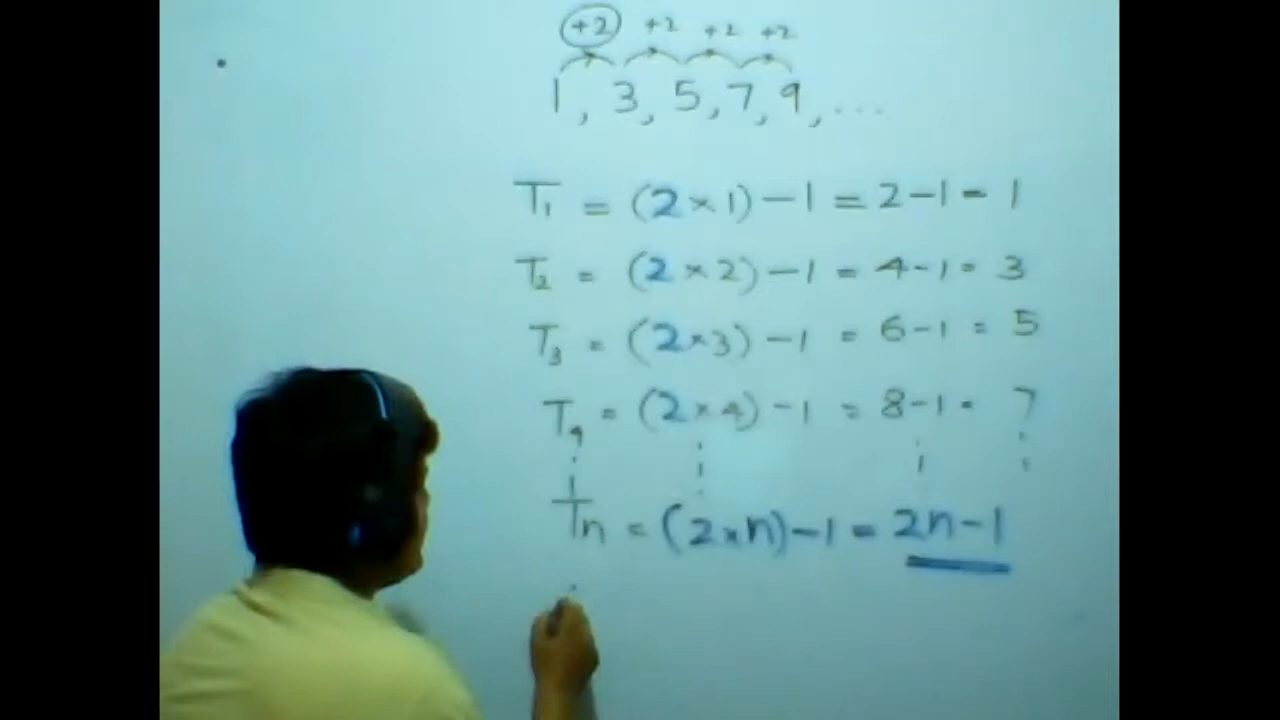 +2 +2 +2 +2
1, 3, 5, 7, 9, ...
T1 = (2×1)−1 = 2−1 = 1
T2 = (2×2)−1 = 4−1 = 3
T3 = (2×3)−1 = 6−1 = 5
T4 = (2×4)−1 = 8−1 = 7
Tn = (2×n)−1 = 2n−1